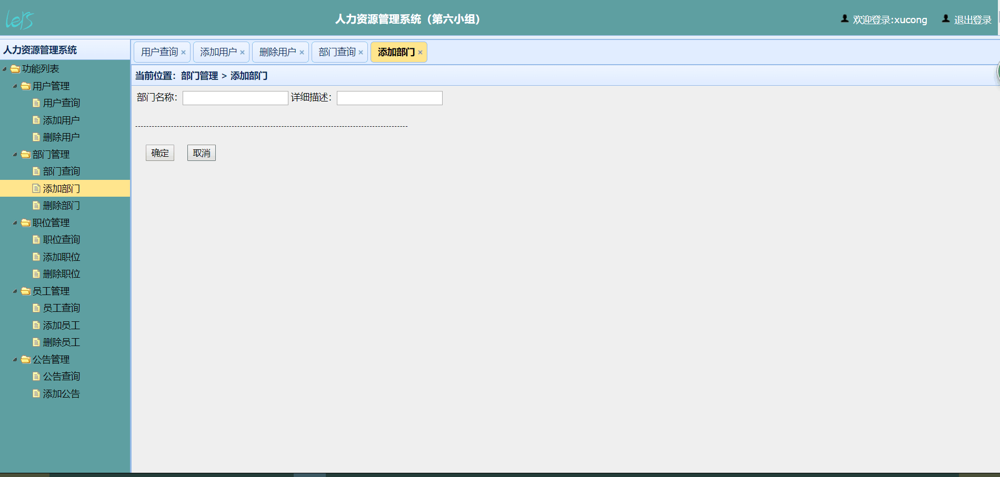 lers
人力资源管理系统（第六小组）
欢迎登录:xucong 退出登录
人力资源管理系统
功能列表
用户管理
用户查询
添加用户
删除用户
部门管理
部门查询
添加部门
删除部门
职位管理
职位查询
添加职位
删除职位
员工管理
员工查询
添加员工
删除员工
公告管理
公告查询
添加公告
用户查询 × 添加用户 × 删除用户 × 部门查询 × 添加部门 ×
当前位置：部门管理 > 添加部门
部门名称： 详细描述：
确定 取消